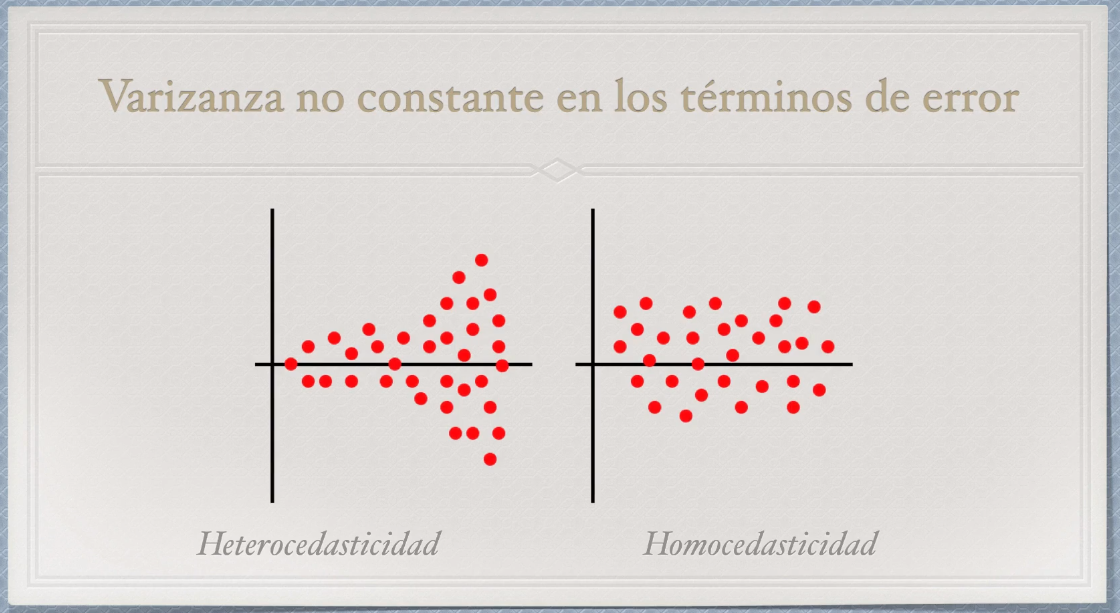 Varizanza no constante en los términos de error
Heterocedasticidad
Homocedasticidad